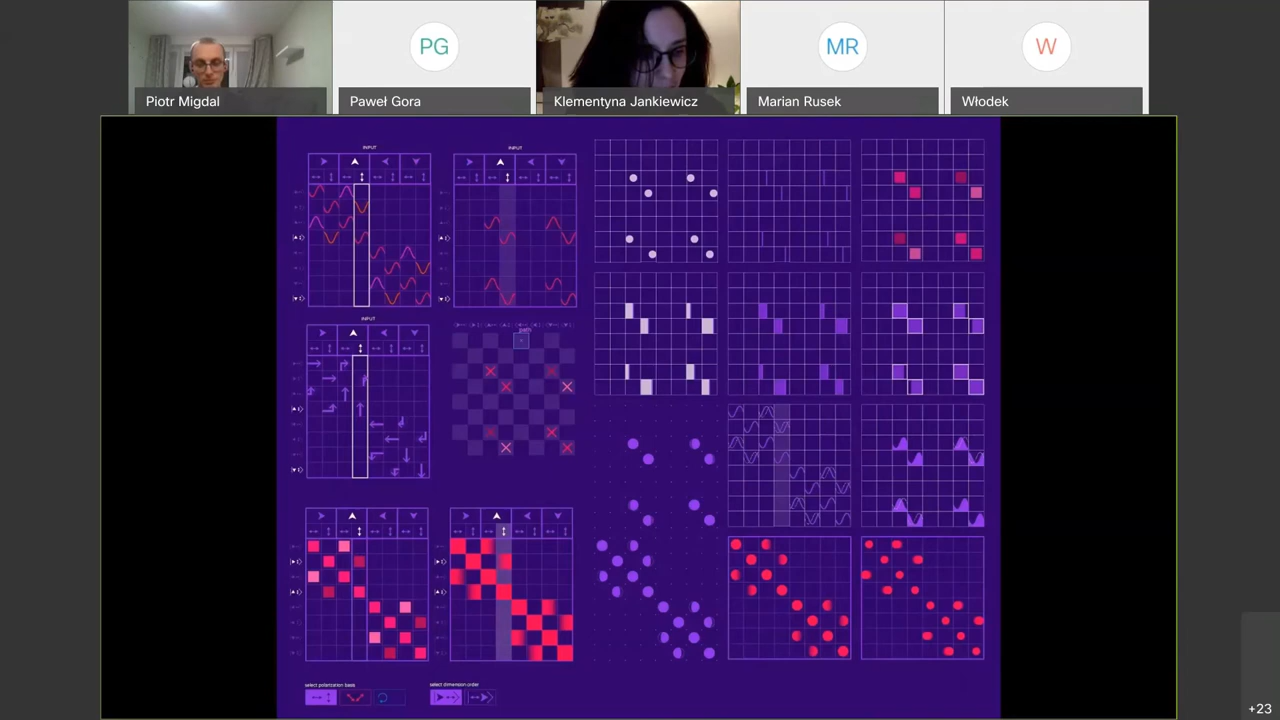 PG
MR
W
Piotr Migdal
Paweł Gora
Klementyna Jankiewicz
Marian Rusek
Włodek
INPUT
INPUT
INPUT
select polarization basis
select dimension order
+23